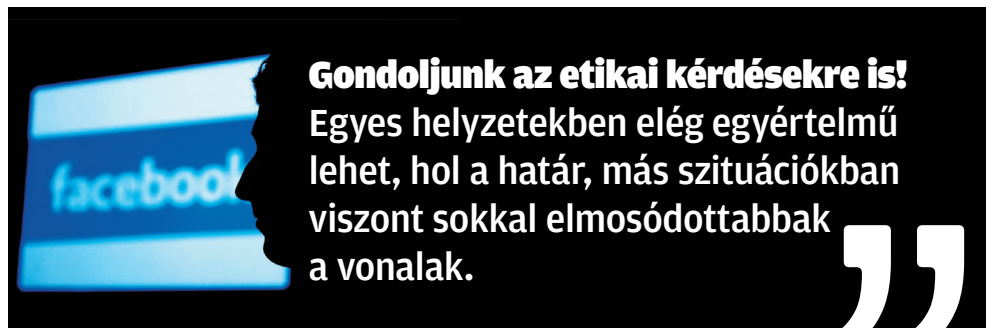 facebook
Gondoljunk az etikai kérdésekre is!
Egyes helyzetekben elég egyértelmű
lehet, hol a határ, más szituációkban
viszont sokkal elmosódottabbak
a vonalak.
”